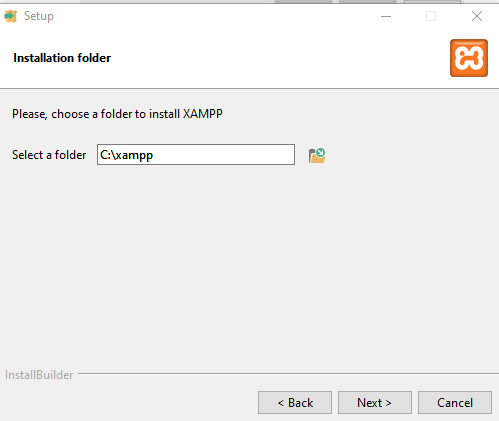 Setup
Installation folder
Please, choose a folder to install XAMPP
Select a folder C:\xampp
InstallBuilder
< Back Next > Cancel